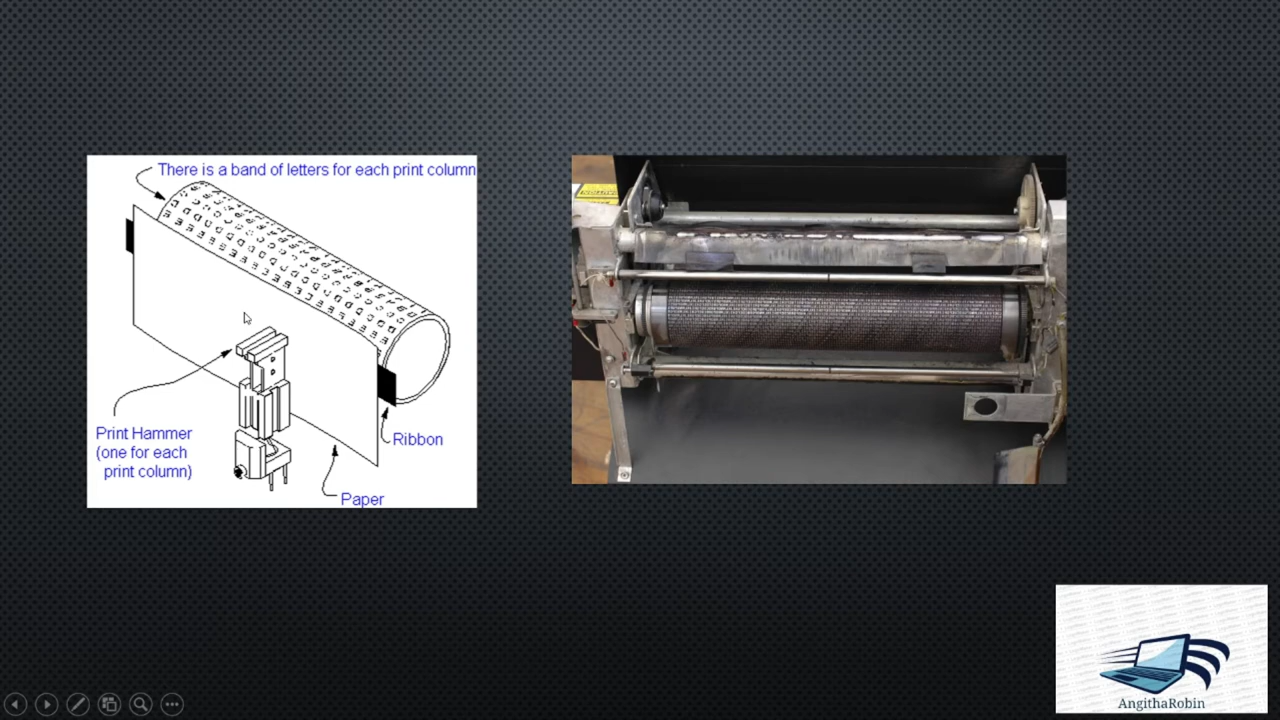 There is a band of letters for each print column
Print Hammer
(one for each
print column)
Ribbon
Paper
AngithaRobin